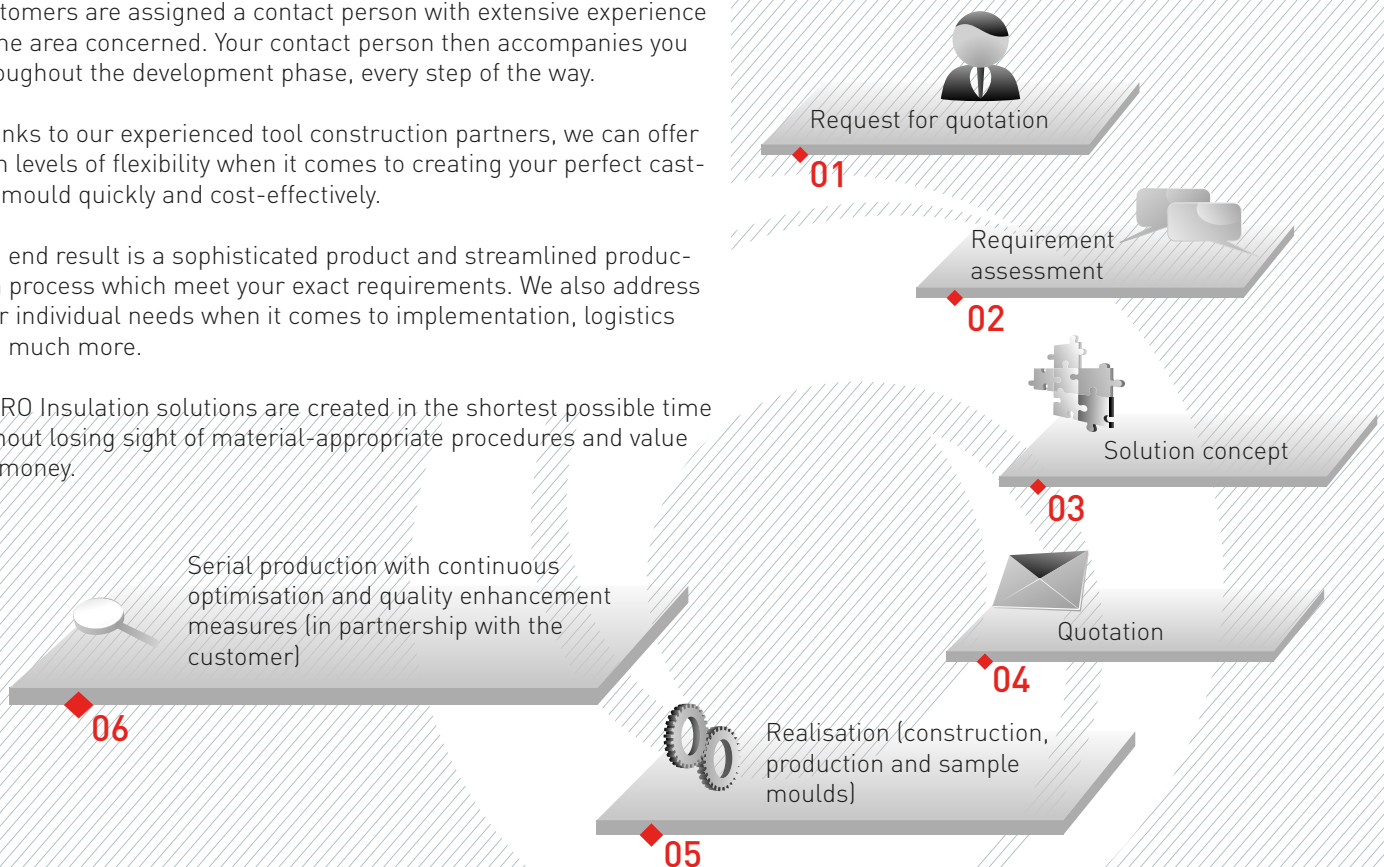 tomers are assigned a contact person with extensive experience
ne area concerned. Your contact person then accompanies you
oughout the development phase, every step of the way.
nks to our experienced tool construction partners, we can offer
h levels of flexibility when it comes to creating your perfect cast-
mould quickly and cost-effectively.
end result is a sophisticated product and streamlined produc-
n process which meet your exact requirements. We also address
r individual needs when it comes to implementation, logistics
much more.
RO Insulation solutions are created in the shortest possible time
hout losing sight of material-appropriate procedures and value
money.
Request for quotation
01
Requirement
assessment
02
Solution concept
03
Quotation
04
Realisation (construction,
production and sample
moulds)
05
Serial production with continuous
optimisation and quality enhancement
measures (in partnership with the
customer)
06